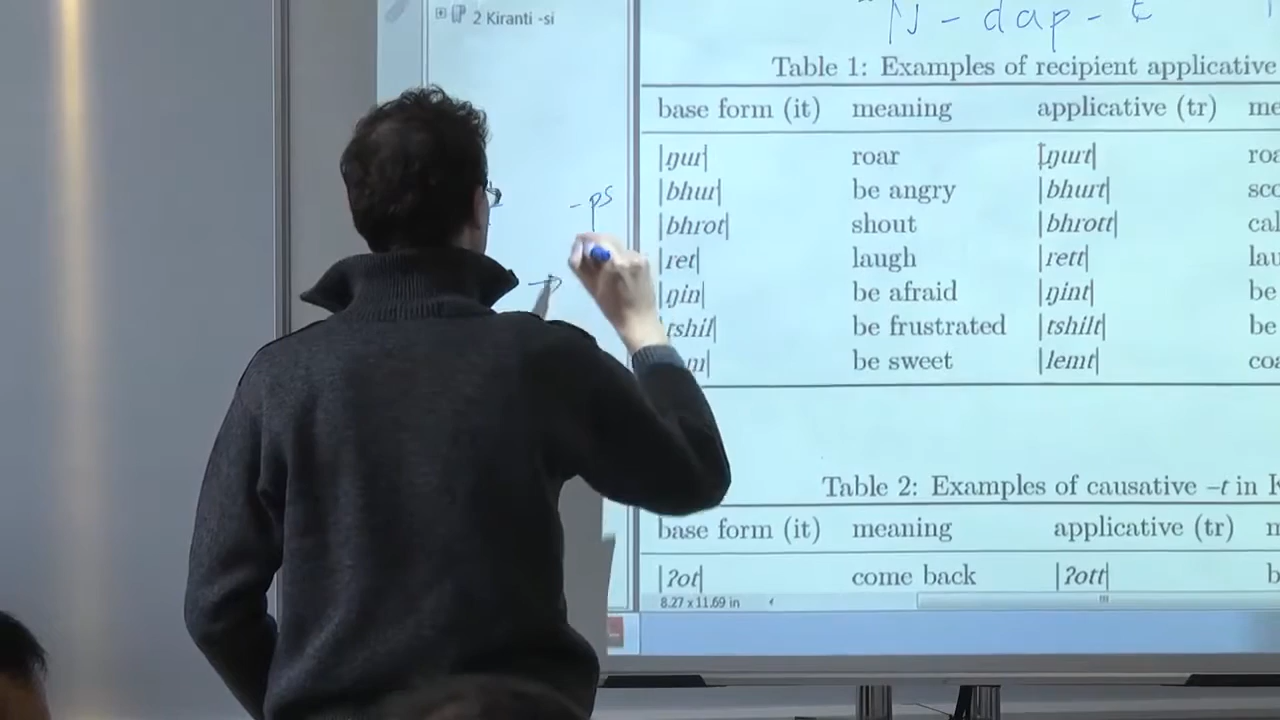 2 Kiranti -si
N - dap - t
Table 1: Examples of recipient applicative
base form (it) meaning applicative (tr)
|ŋur| roar |ŋurt|
|bhur| be angry |bhurt|
|bhrot| shout |bhrott|
|ret| laugh |rett|
|ŋin| be afraid |ŋint|
tshil| be frustrated |tshilt| be
be sweet |lemt|
-ps
Table 2: Examples of causative –t in
base form (it) meaning applicative (tr)
|ʔot| come back |ʔott|
8.27 x 11.69 in